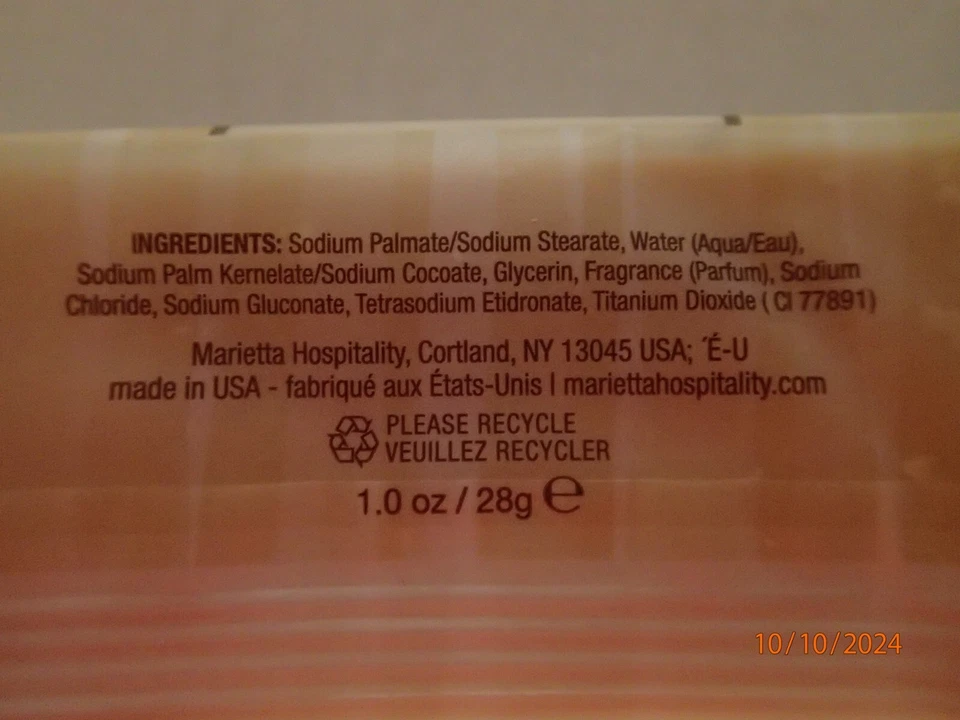 INGREDIENTS: Sodium Palmate/Sodium Stearate, Water (Aqua/Eau),
Sodium Palm Kernelate/Sodium Cocoate, Glycerin, Fragrance (Parfum), Sodium
Chloride, Sodium Gluconate, Tetrasodium Etidronate, Titanium Dioxide ( CI 77891)
Marietta Hospitality, Cortland, NY 13045 USA; ´É-U
made in USA - fabriqué aux États-Unis | mariettahospitality.com
PLEASE RECYCLE
VEUILLEZ RECYCLER
1.0 oz / 28g ℮
10/10/2024